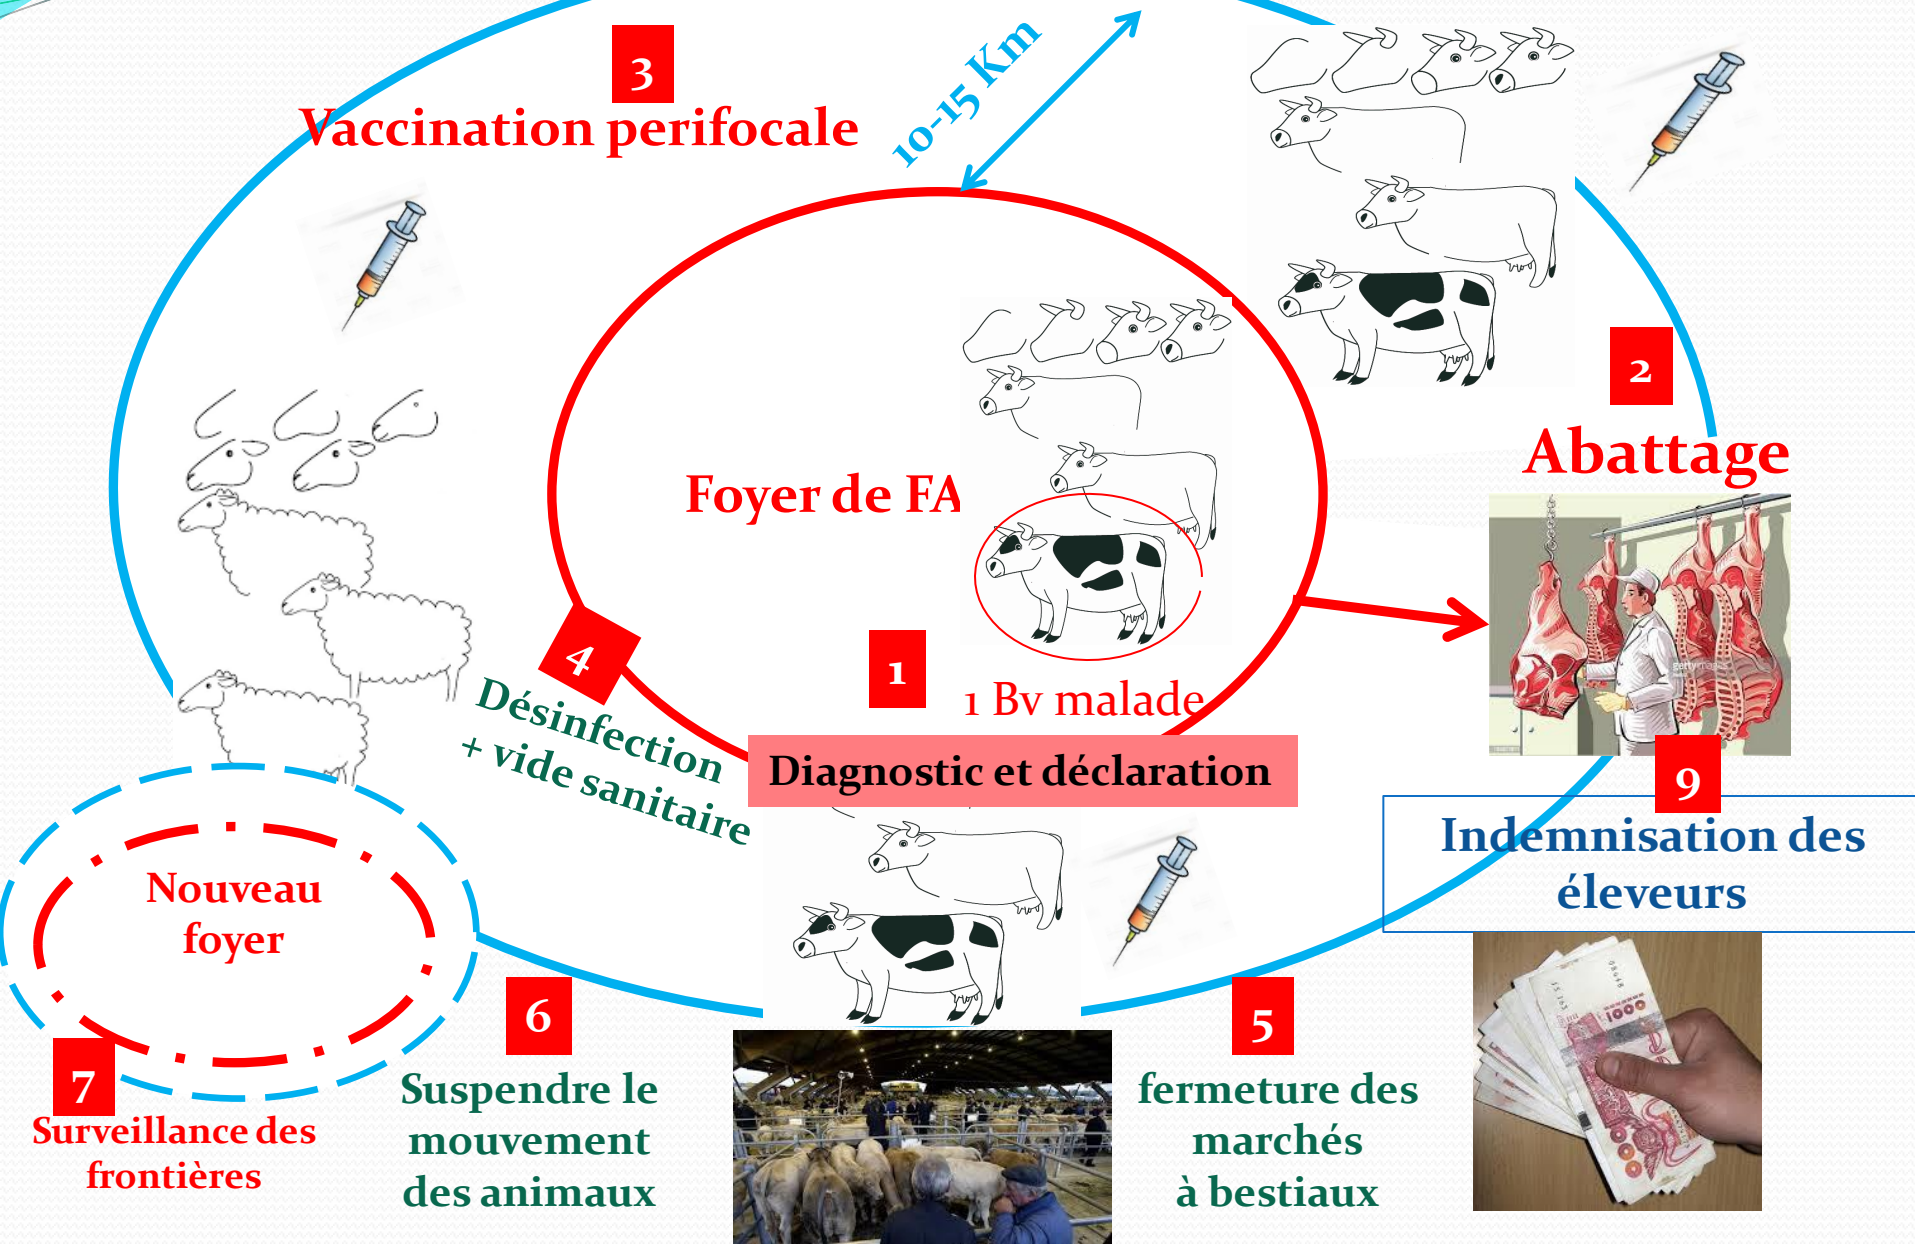 3
Vaccination perifocale
10-15 Km
2
Abattage
Foyer de FA
4
Désinfection
+ vide sanitaire
1
1 Bv malade
Diagnostic et déclaration
gettyimages
9
Indemnisation des
éleveurs
Nouveau
foyer
7
Surveillance des
frontières
6
Suspendre le
mouvement
des animaux
5
fermeture des
marchés
à bestiaux
1000